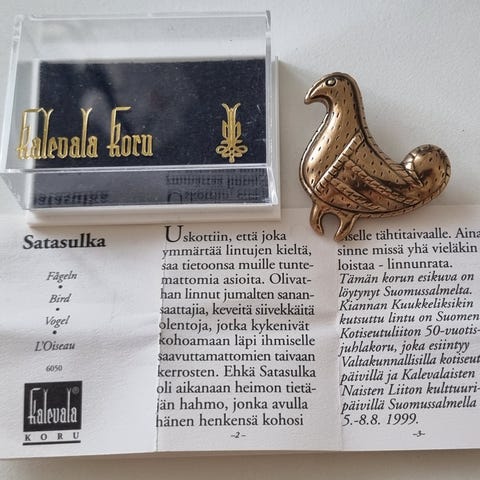 Kalevala Koru
Satasulka
Fågeln
•
Bird
•
Vogel
•
L'Oiseau
6050
Kalevala
®
KORU
Uskottiin, että joka
ymmärtää lintujen kieltä,
saa tietoonsa muille tunte-
mattomia asioita. Olivat-
han linnut jumalten sanan-
saattajia, keveitä siivekkäitä
olentoja, jotka kykenivät
kohoamaan läpi ihmiselle
saavuttamattomien taivaan
kerrosten. Ehkä Satasulka
oli aikanaan heimon tietä-
jän hahmo, jonka avulla
hänen henkensä kohosi
–2–
iselle tähtitaivaalle. Aina
sinne missä yhä vieläkin
loistaa - linnunrata.
Tämän korun esikuva on
löytynyt Suomussalmelta.
Kiannan Kuukkeliksikin
kutsuttu lintu on Suomen
Kotiseutuliiton 50-vuotis-
juhlakoru, joka esiintyy
Valtakunnallisilla kotiseut
päivillä ja Kalevalaisten
Naisten Liiton kulttuuri-
päivillä Suomussalmella
5.-8.8. 1999.
–3–